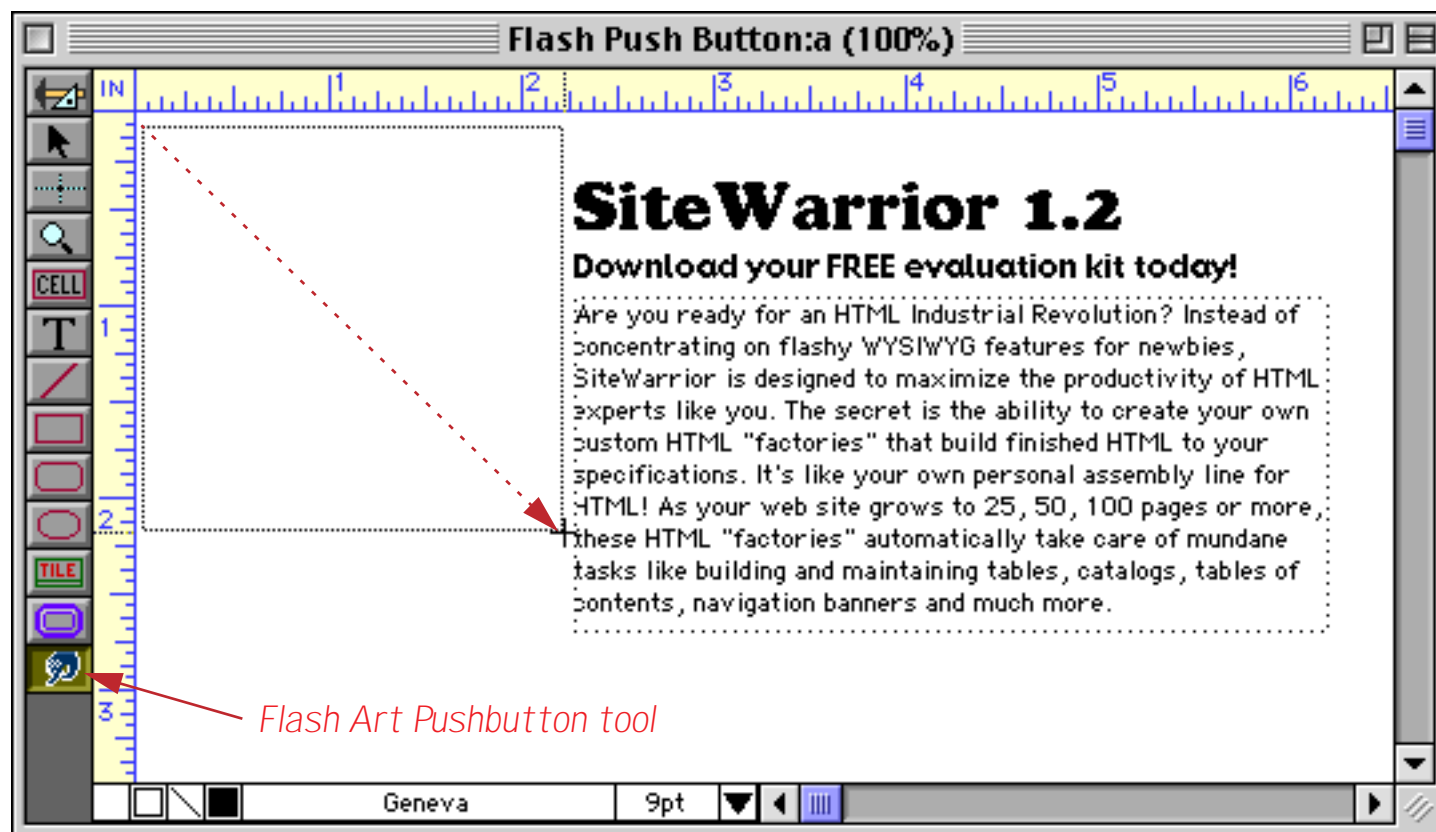 Flash Push Button:a (100%)
IN 1 2 3 4 5 6
SiteWarrior 1.2
Download your FREE evaluation kit today!
CELL
Are you ready for an HTML Industrial Revolution? Instead of
T
1
concentrating on flashy WYSIWYG features for newbies,
SiteWarrior is designed to maximize the productivity of HTML
experts like you. The secret is the ability to create your own
custom HTML "factories" that build finished HTML to your
specifications. It's like your own personal assembly line for
HTML! As your web site grows to 25, 50, 100 pages or more,
2
these HTML "factories" automatically take care of mundane
TILE
tasks like building and maintaining tables, catalogs, tables of
contents, navigation banners and much more.
3
Flash Art Pushbutton tool
Geneva 9pt